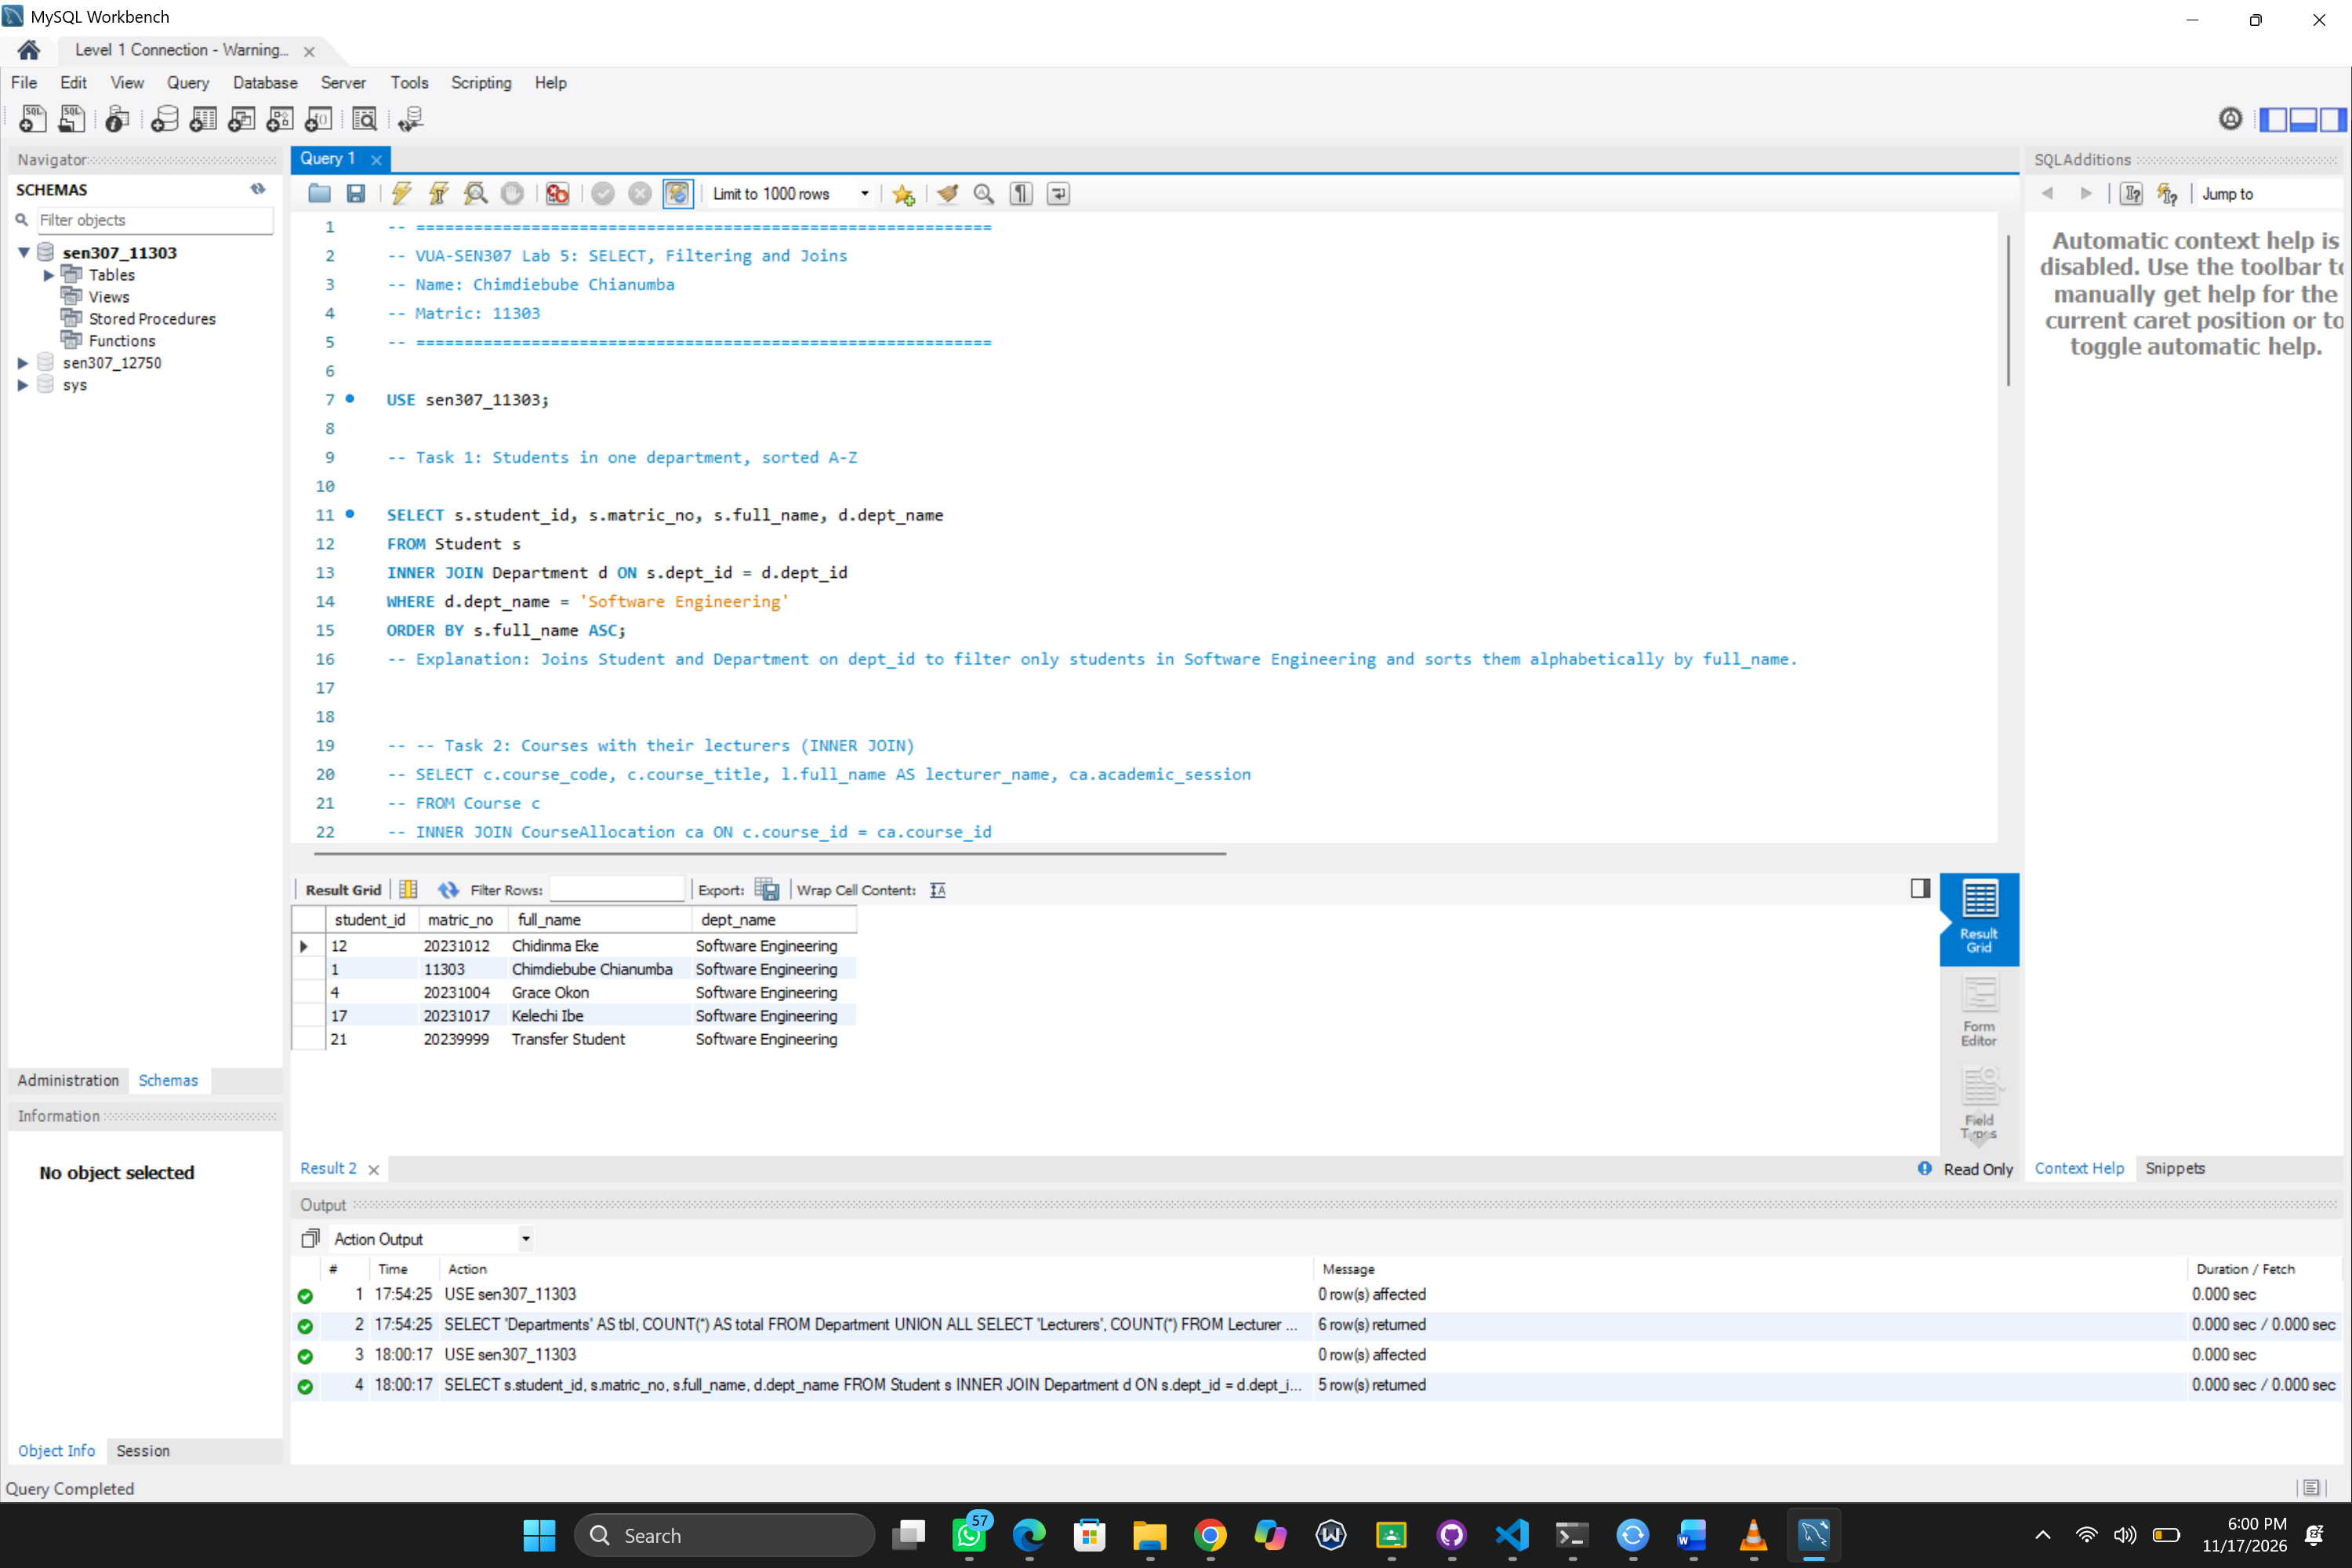 MySQL Workbench
Level 1 Connection - Warning...
File Edit View Query Database Server Tools Scripting Help
Navigator
SCHEMAS
Filter objects
sen307_11303
Tables
Views
Stored Procedures
Functions
sen307_12750
sys
Administration Schemas
Information
No object selected
Object Info Session
Query 1
Limit to 1000 rows
1 -- ============================================================
2 -- VUA-SEN307 Lab 5: SELECT, Filtering and Joins
3 -- Name: Chimdiebube Chianumba
4 -- Matric: 11303
5 -- ============================================================
6
7 USE sen307_11303;
8
9 -- Task 1: Students in one department, sorted A-Z
10
11 SELECT s.student_id, s.matric_no, s.full_name, d.dept_name
12 FROM Student s
13 INNER JOIN Department d ON s.dept_id = d.dept_id
14 WHERE d.dept_name = 'Software Engineering'
15 ORDER BY s.full_name ASC;
16 -- Explanation: Joins Student and Department on dept_id to filter only students in Software Engineering and sorts them alphabetically by full_name.
17
18
19 -- -- Task 2: Courses with their lecturers (INNER JOIN)
20 -- SELECT c.course_code, c.course_title, l.full_name AS lecturer_name, ca.academic_session
21 -- FROM Course c
22 -- INNER JOIN CourseAllocation ca ON c.course_id = ca.course_id
Result Grid Filter Rows: Export: Wrap Cell Content:
student_id matric_no full_name dept_name
12 20231012 Chidinma Eke Software Engineering
1 11303 Chimdiebube Chianumba Software Engineering
4 20231004 Grace Okon Software Engineering
17 20231017 Kelechi Ibe Software Engineering
21 20239999 Transfer Student Software Engineering
Result
Grid
Form
Editor
Field
Types
Result 2
Read Only
SQLAdditions
Jump to
Automatic context help is
disabled. Use the toolbar to
manually get help for the
current caret position or to
toggle automatic help.
Context Help Snippets
Output
Action Output
# Time Action Message Duration / Fetch
1 17:54:25 USE sen307_11303 0 row(s) affected 0.000 sec
2 17:54:25 SELECT 'Departments' AS tbl, COUNT(*) AS total FROM Department UNION ALL SELECT 'Lecturers', COUNT(*) FROM Lecturer ... 6 row(s) returned 0.000 sec / 0.000 sec
3 18:00:17 USE sen307_11303 0 row(s) affected 0.000 sec
4 18:00:17 SELECT s.student_id, s.matric_no, s.full_name, d.dept_name FROM Student s INNER JOIN Department d ON s.dept_id = d.dept_i... 5 row(s) returned 0.000 sec / 0.000 sec
Query Completed
Search
57
6:00 PM
11/17/2026